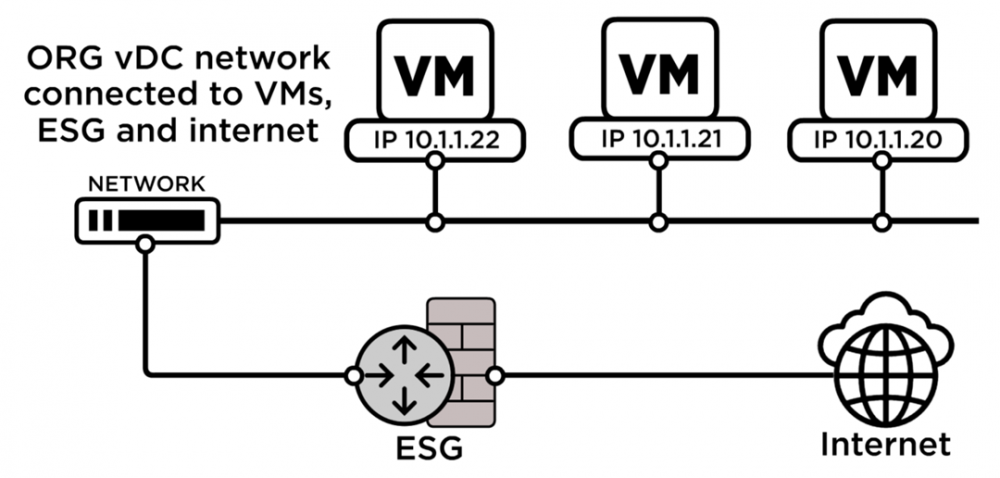 ORG vDC network
connected to VMs,
ESG and internet
VM
VM
VM
IP 10.1.1.22
IP 10.1.1.21
IP 10.1.1.20
NETWORK
ESG
Internet